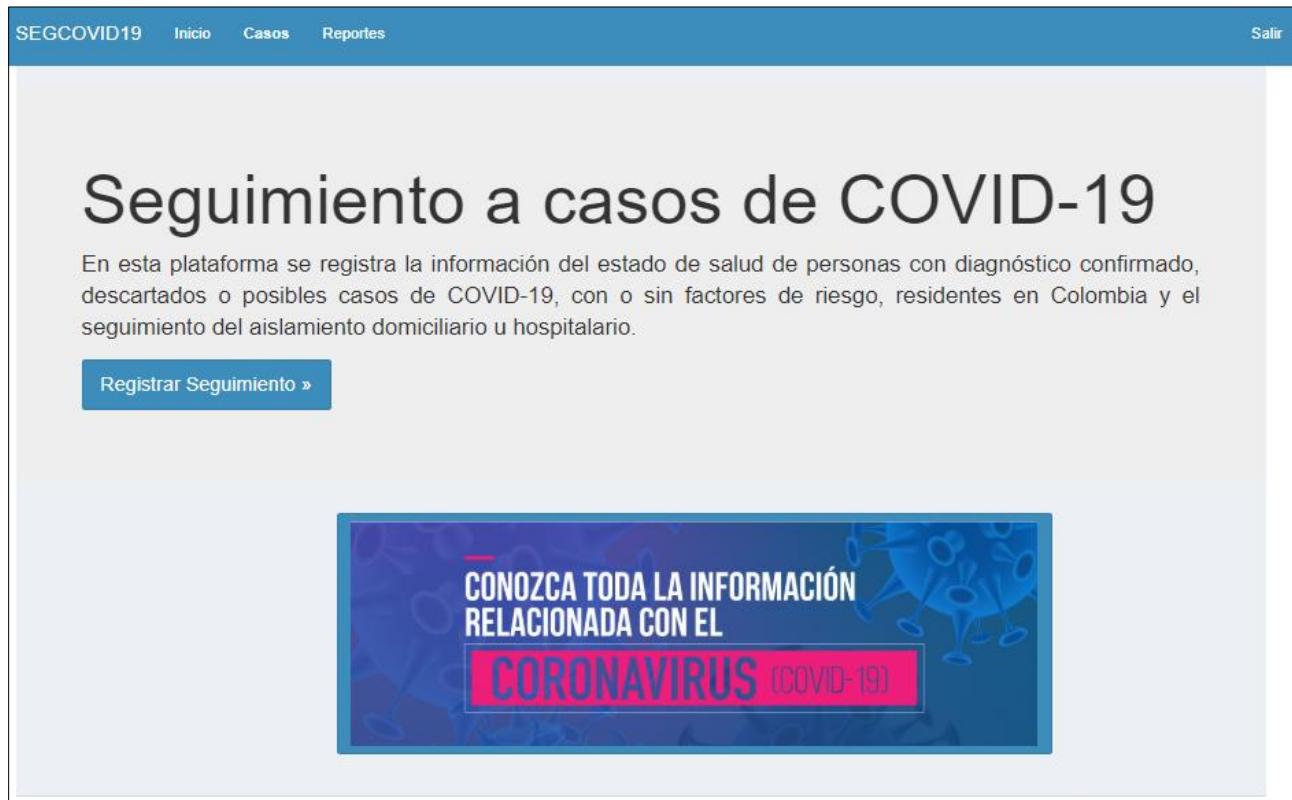 SEGCOVID19 Inicio Casos Reportes Salir
Seguimiento a casos de COVID-19
En esta plataforma se registra la información del estado de salud de personas con diagnóstico confirmado,
descartados o posibles casos de COVID-19, con o sin factores de riesgo, residentes en Colombia y el
seguimiento del aislamiento domiciliario u hospitalario.
Registrar Seguimiento »
CONOZCA TODA LA INFORMACIÓN
RELACIONADA CON EL
CORONAVIRUS (COVID-19)